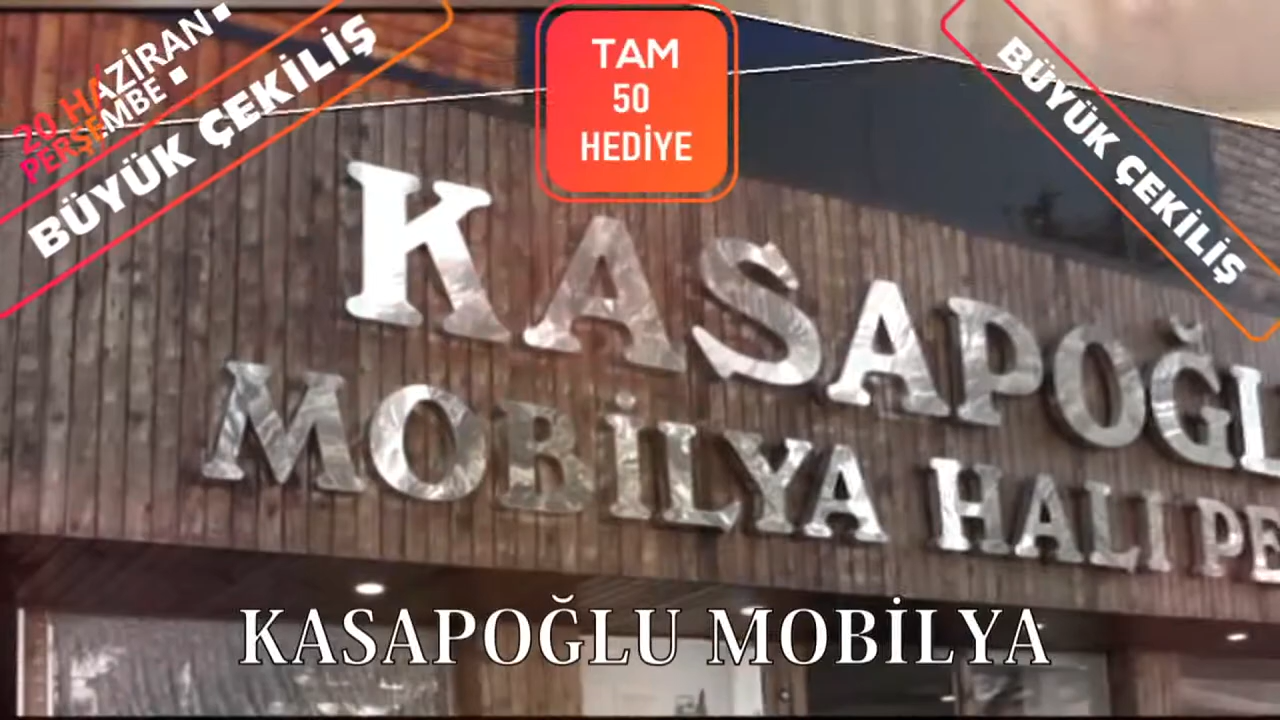 20 HAZİRAN
PERŞEMBE
BÜYÜK ÇEKİLİŞ
TAM
50
HEDİYE
BÜYÜK ÇEKİLİŞ
KASAPOĞL
MOBİLYA HALI PE
KASAPOĞLU MOBİLYA